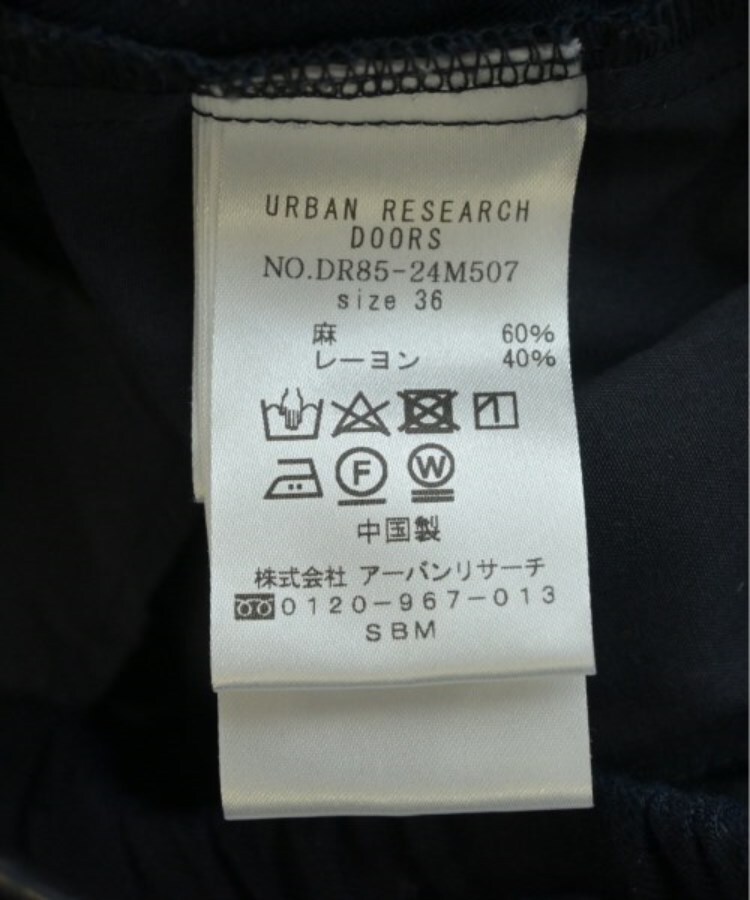 URBAN RESEARCH
DOORS
NO.DR85-24M507
size 36
麻 60%
レーヨン 40%
F W
中国製
株式会社 アーバンリサーチ
0120-967-013
SBM